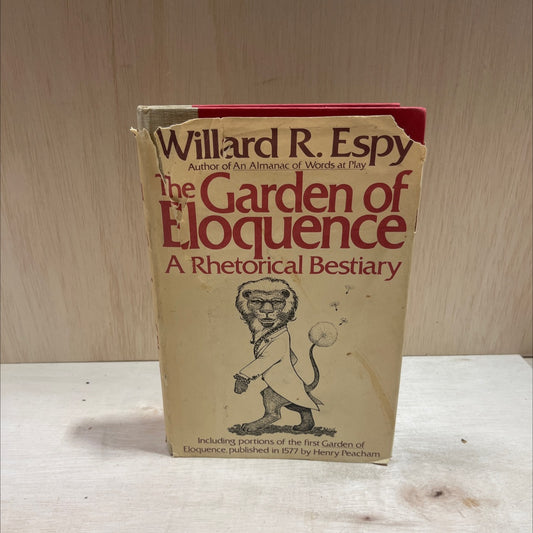 Willard R. Espy
Author of An Almanac of Words at Play
The Garden of
Eloquence
A Rhetorical Bestiary
Including portions of the first Garden of
Eloquence, published in 1577 by Henry Peacham